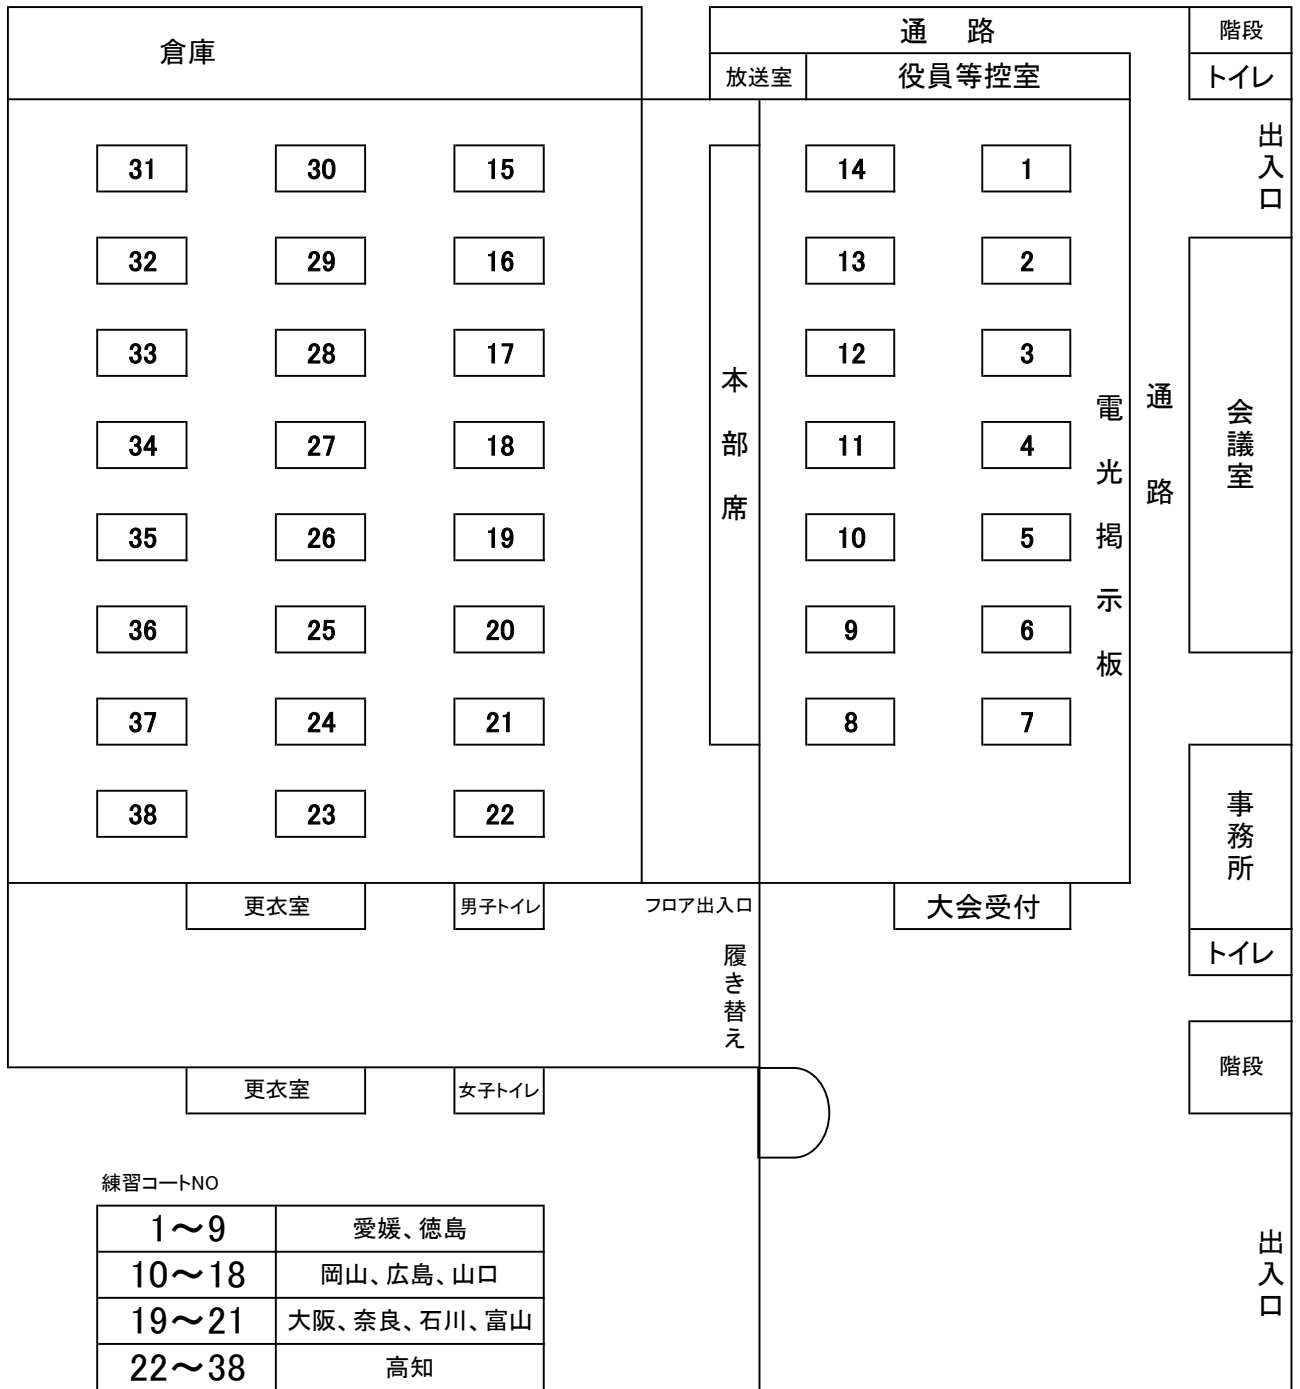 倉庫
通 路
階段
放送室
役員等控室
トイレ
出入口
31 30 15 14 1
32 29 16 13 2
33 28 17 12 3
34 27 18 11 4
35 26 19 10 5
36 25 20 9 6
37 24 21 8 7
38 23 22
本部席
電光掲示板
通路
会議室
事務所
更衣室
男子トイレ
フロア出入口
大会受付
トイレ
履き替え
階段
更衣室
女子トイレ
出入口
練習コートNO
1～9 愛媛、徳島
10～18 岡山、広島、山口
19～21 大阪、奈良、石川、富山
22～38 高知